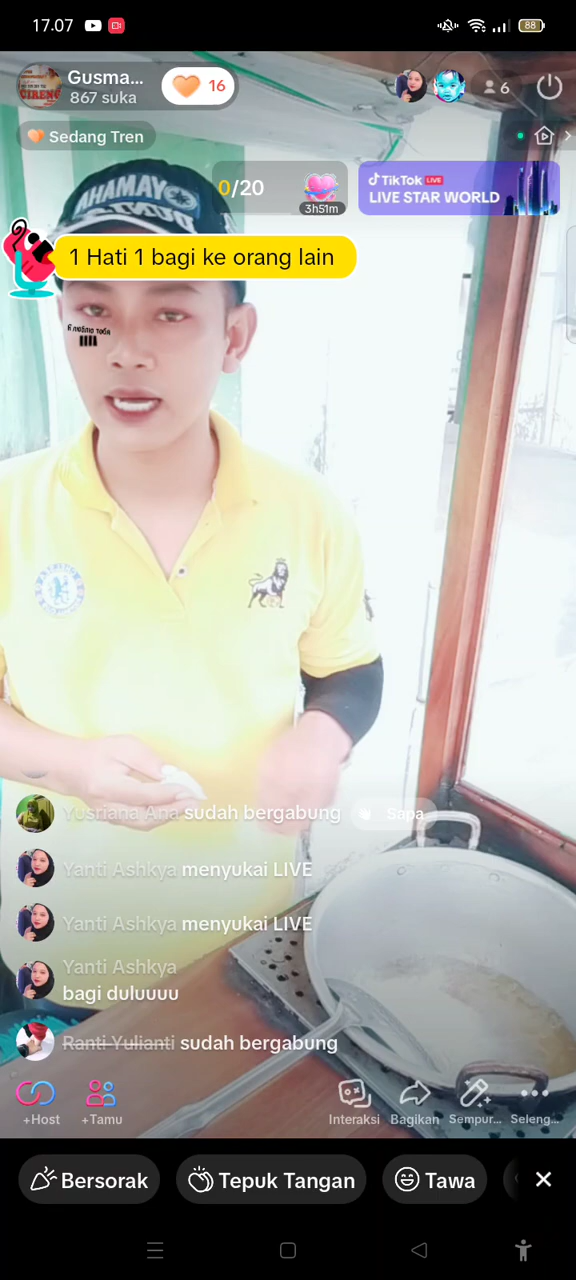 17.07
88
Gusma...
867 suka
16
6
Sedang Tren
0/20
3h51m
TikTok LIVE
LIVE STAR WORLD
AHAMAY
1 Hati 1 bagi ke orang lain
Yusriana Ana sudah bergabung
Sapa
Yanti Ashkya menyukai LIVE
Yanti Ashkya menyukai LIVE
Yanti Ashkya
bagi duluuuu
Ranti Yulianti sudah bergabung
+Host
+Tamu
Interaksi
Bagikan
Sempur...
Seleng...
Bersorak
Tepuk Tangan
Tawa